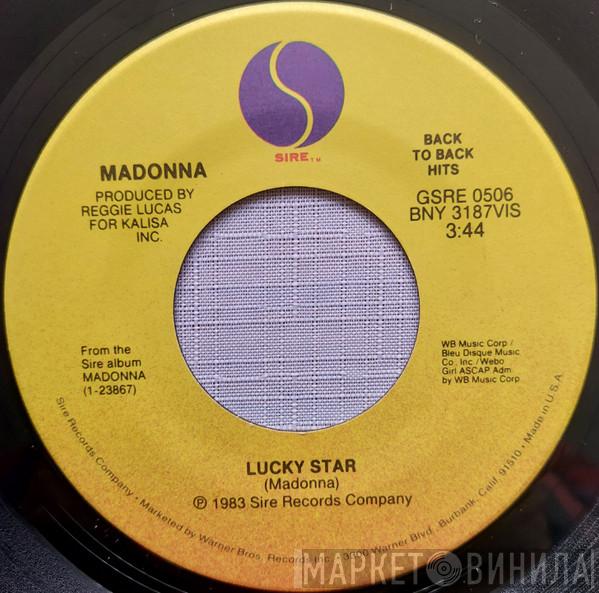 SIRE TM
MADONNA
PRODUCED BY
REGGIE LUCAS
FOR KALISA
INC.
BACK
TO BACK
HITS
GSRE 0506
BNY 3187VIS
3:44
From the
Sire album
MADONNA
(1-23867)
WB Music Corp /
Bleu Disque Music
Co. Inc /Webo
Girl ASCAP Adm.
by WB Music Corp
LUCKY STAR
(Madonna)
℗ 1983 Sire Records Company
Sire Records Company · Marketed by Warner Bros. Records Inc. · 3300 Warner Blvd., Burbank, Calif. 91510 · Made in U.S.A.
МАРКЕТ ВИНИЛА